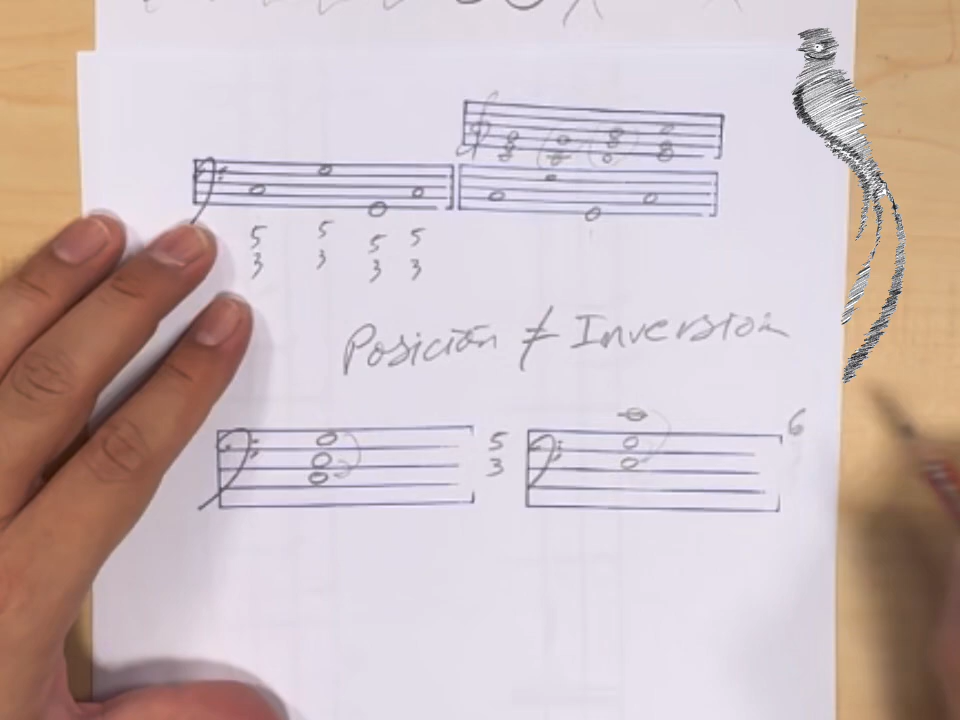 5 5 5 5
3 3 3 3
Posición ≠ Inversión
5 6
3